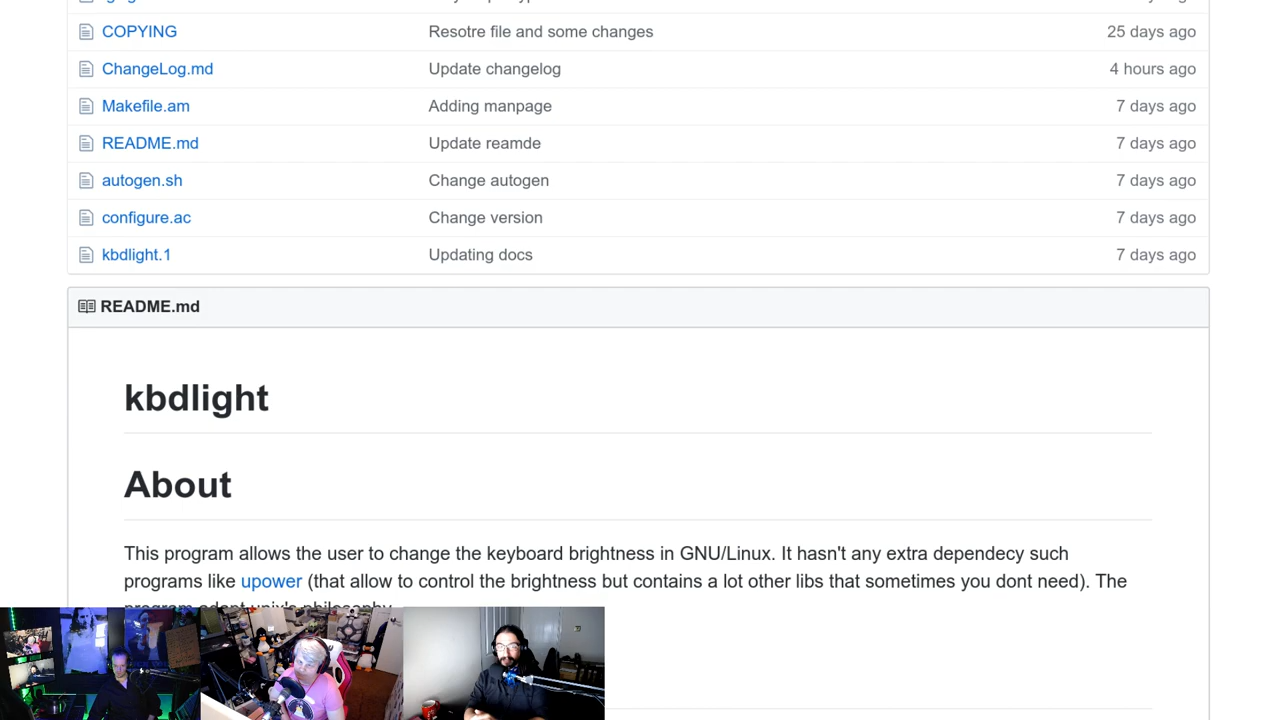 COPYING Resotre file and some changes 25 days ago
ChangeLog.md Update changelog 4 hours ago
Makefile.am Adding manpage 7 days ago
README.md Update reamde 7 days ago
autogen.sh Change autogen 7 days ago
configure.ac Change version 7 days ago
kbdlight.1 Updating docs 7 days ago
README.md
kbdlight
About
This program allows the user to change the keyboard brightness in GNU/Linux. It hasn't any extra dependecy such
programs like upower (that allow to control the brightness but contains a lot other libs that sometimes you dont need). The
program adopt unix's philosophy.